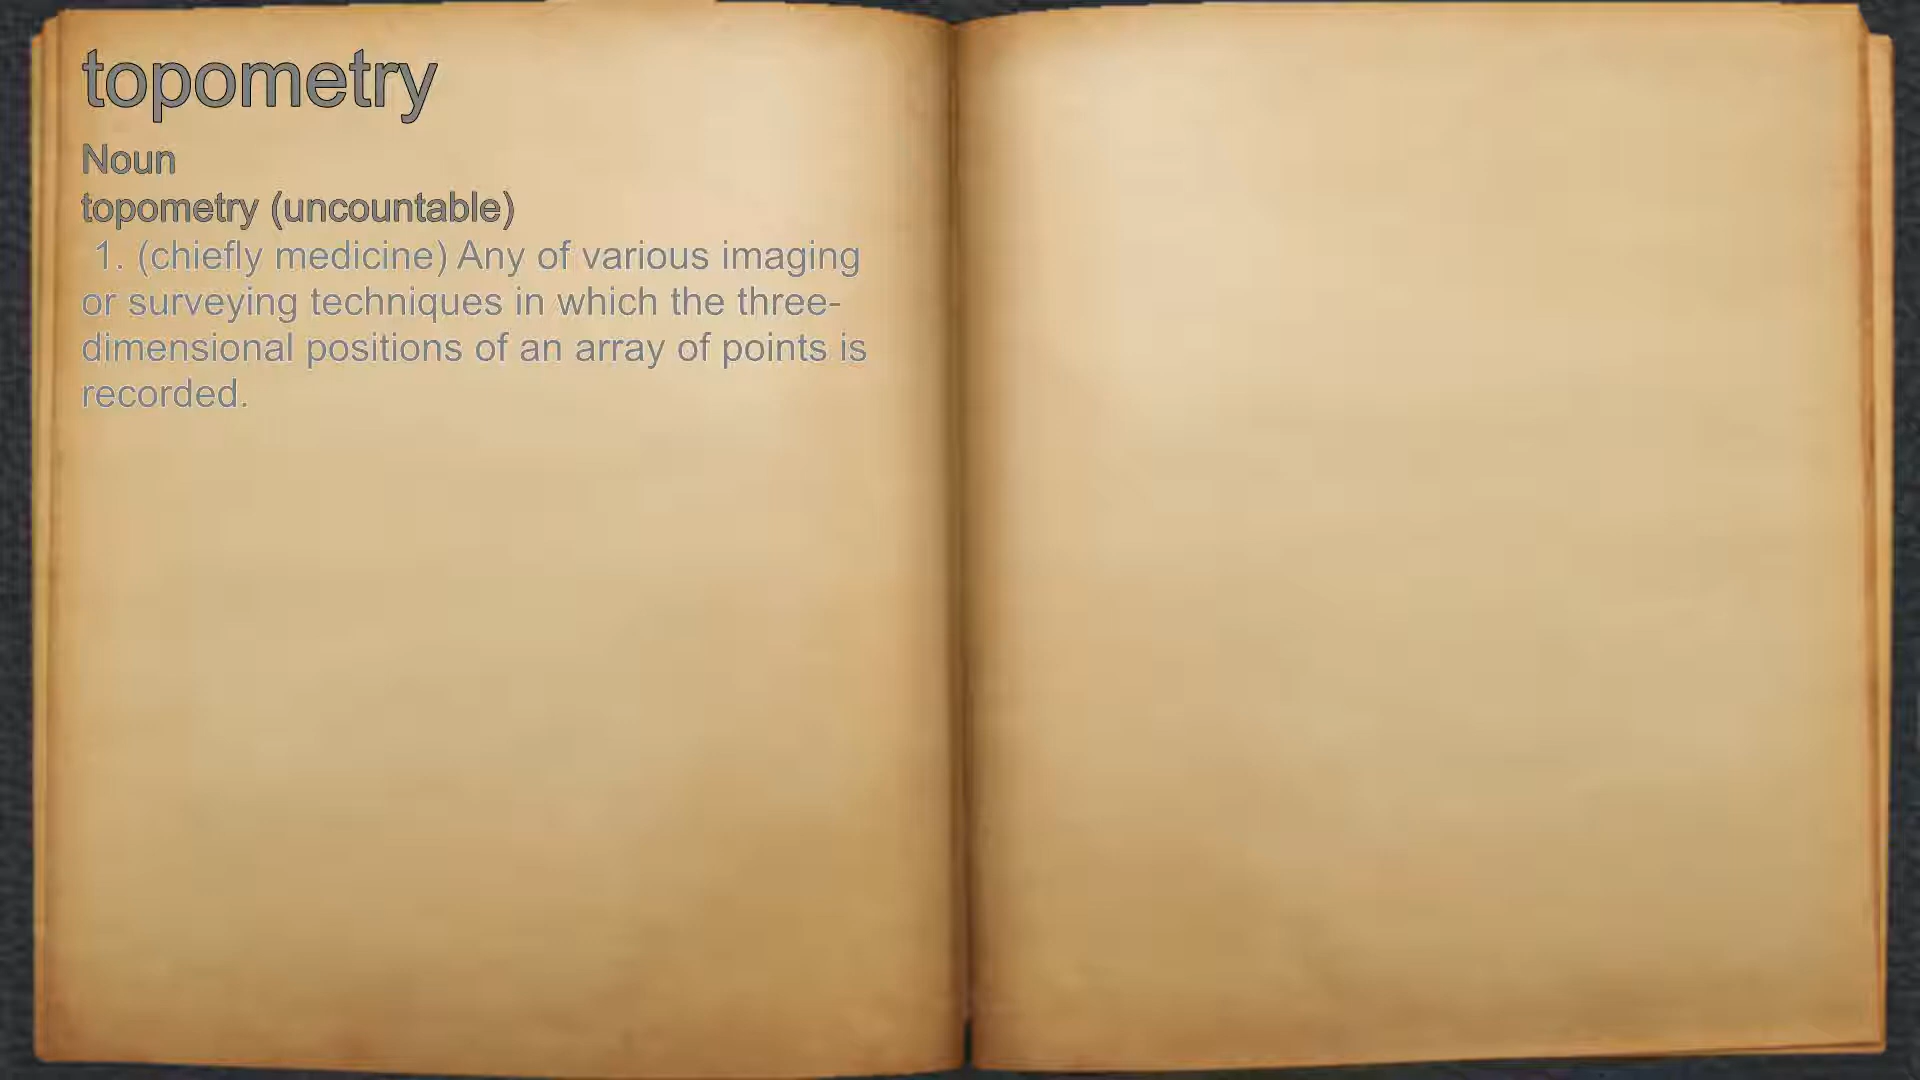 topometry
Noun
topometry (uncountable)
1. (chiefly medicine) Any of various imaging
or surveying techniques in which the three-
dimensional positions of an array of points is
recorded.